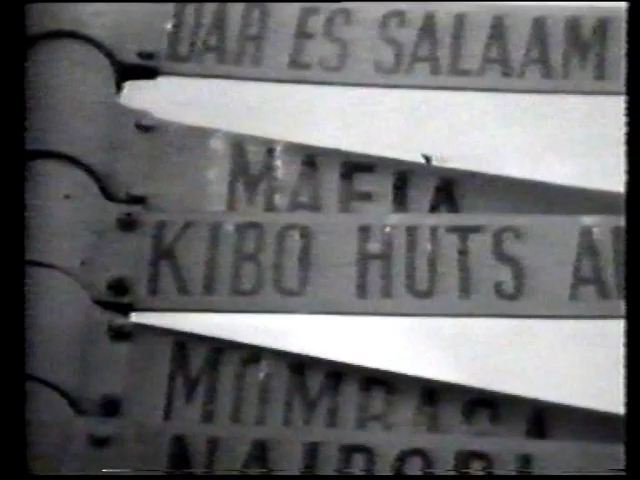 DAR ES SALAAM
MAFIA
KIBO HUTS
MOMBASA
NAIROBI